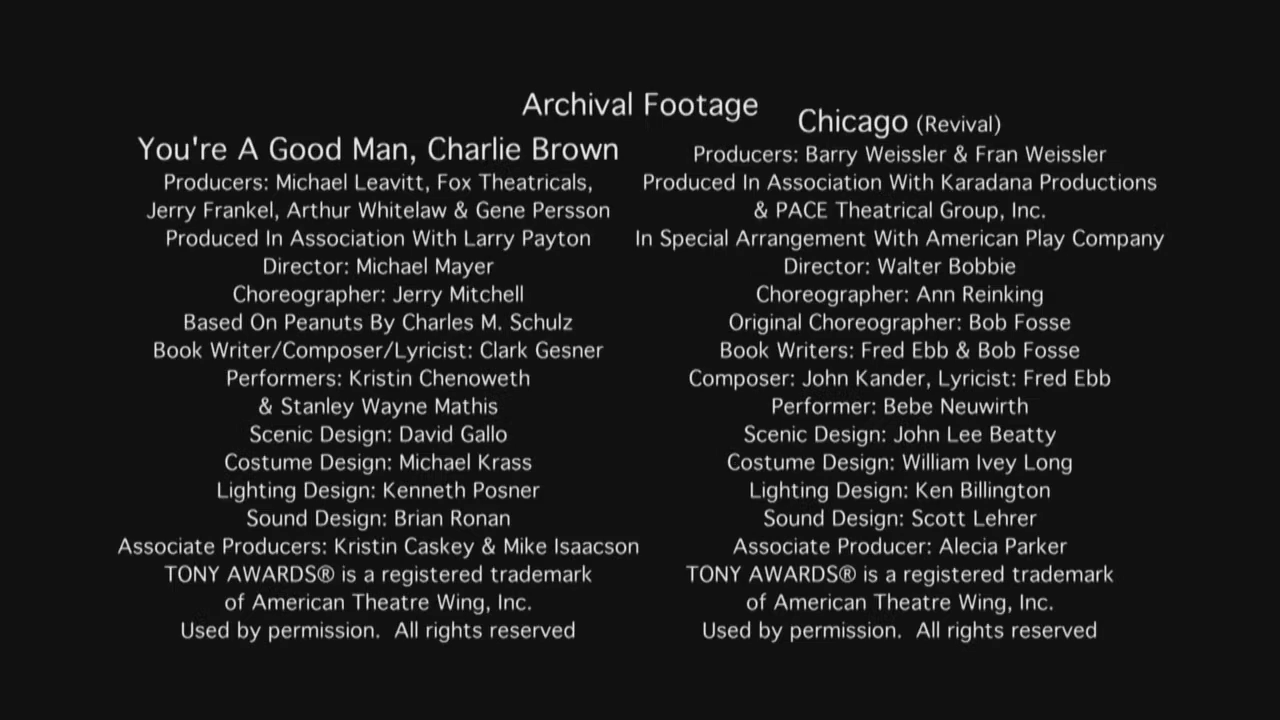 Archival Footage
You're A Good Man, Charlie Brown
Producers: Michael Leavitt, Fox Theatricals,
Jerry Frankel, Arthur Whitelaw & Gene Persson
Produced In Association With Larry Payton
Director: Michael Mayer
Choreographer: Jerry Mitchell
Based On Peanuts By Charles M. Schulz
Book Writer/Composer/Lyricist: Clark Gesner
Performers: Kristin Chenoweth
& Stanley Wayne Mathis
Scenic Design: David Gallo
Costume Design: Michael Krass
Lighting Design: Kenneth Posner
Sound Design: Brian Ronan
Associate Producers: Kristin Caskey & Mike Isaacson
TONY AWARDS® is a registered trademark
of American Theatre Wing, Inc.
Used by permission.  All rights reserved
Chicago (Revival)
Producers: Barry Weissler & Fran Weissler
Produced In Association With Karadana Productions
& PACE Theatrical Group, Inc.
In Special Arrangement With American Play Company
Director: Walter Bobbie
Choreographer: Ann Reinking
Original Choreographer: Bob Fosse
Book Writers: Fred Ebb & Bob Fosse
Composer: John Kander, Lyricist: Fred Ebb
Performer: Bebe Neuwirth
Scenic Design: John Lee Beatty
Costume Design: William Ivey Long
Lighting Design: Ken Billington
Sound Design: Scott Lehrer
Associate Producer: Alecia Parker
TONY AWARDS® is a registered trademark
of American Theatre Wing, Inc.
Used by permission.  All rights reserved